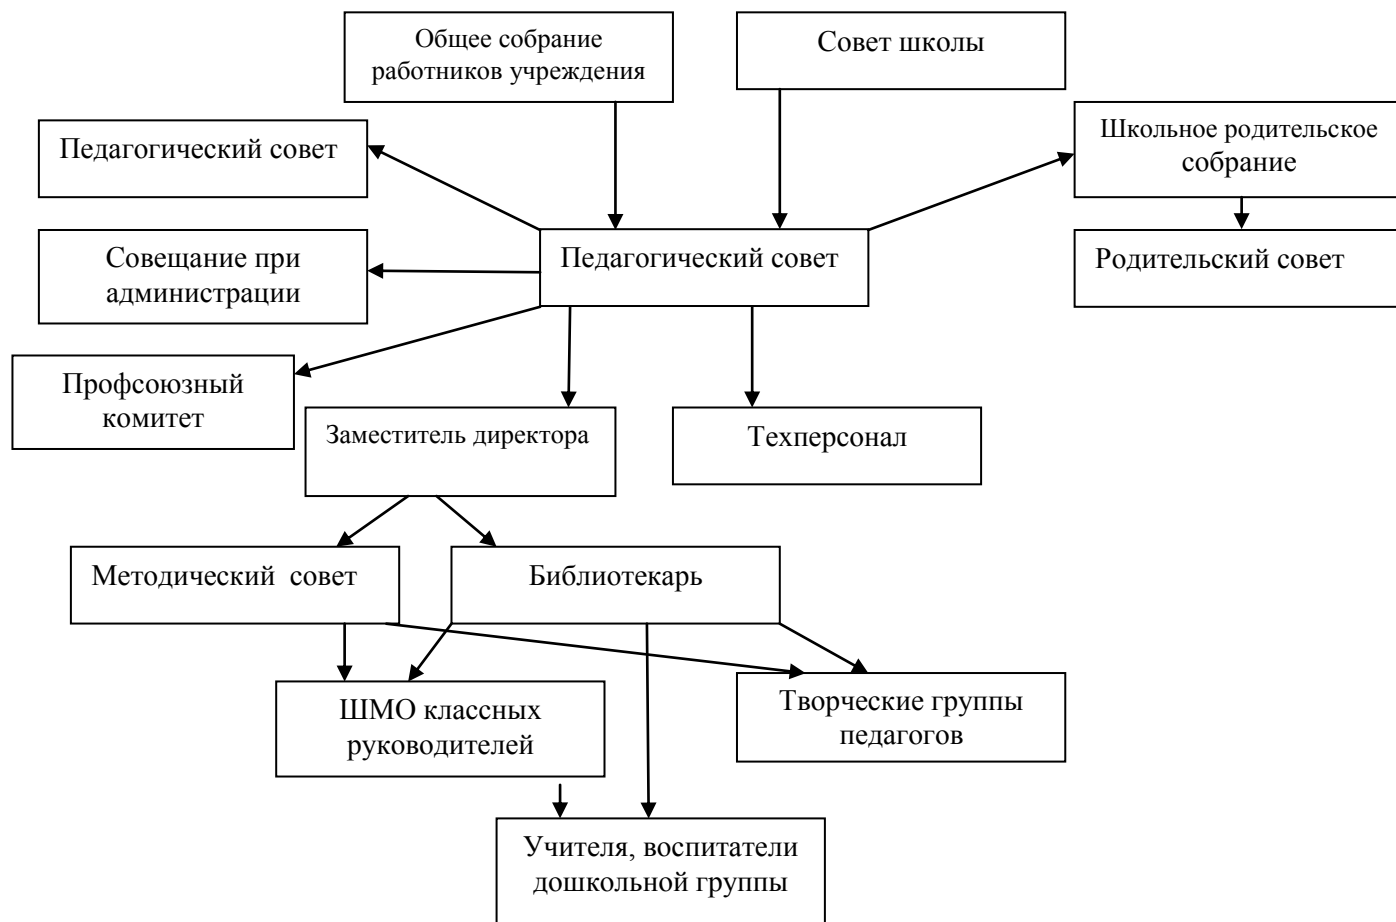 Общее собрание
работников учреждения
Совет школы
Педагогический совет
Школьное родительское
собрание
Совещание при
администрации
Педагогический совет
Родительский совет
Профсоюзный
комитет
Заместитель директора
Техперсонал
Методический совет
Библиотекарь
ШМО классных
руководителей
Творческие группы
педагогов
Учителя, воспитатели
дошкольной группы